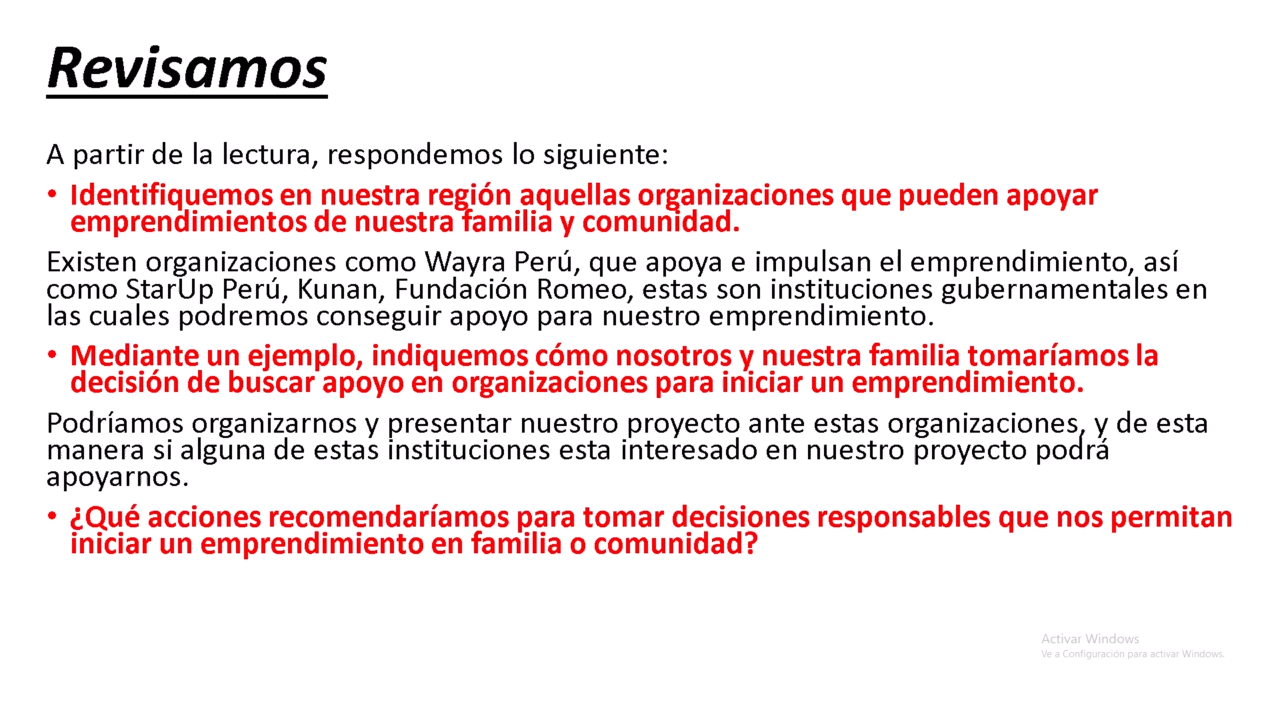 Revisamos
A partir de la lectura, respondemos lo siguiente:
• Identifiquemos en nuestra región aquellas organizaciones que pueden apoyar
emprendimientos de nuestra familia y comunidad.
Existen organizaciones como Wayra Perú, que apoya e impulsan el emprendimiento, así
como StarUp Perú, Kunan, Fundación Romeo, estas son instituciones gubernamentales en
las cuales podremos conseguir apoyo para nuestro emprendimiento.
• Mediante un ejemplo, indiquemos cómo nosotros y nuestra familia tomaríamos la
decisión de buscar apoyo en organizaciones para iniciar un emprendimiento.
Podríamos organizarnos y presentar nuestro proyecto ante estas organizaciones, y de esta
manera si alguna de estas instituciones esta interesado en nuestro proyecto podrá
apoyarnos.
• ¿Qué acciones recomendaríamos para tomar decisiones responsables que nos permitan
iniciar un emprendimiento en familia o comunidad?
Activar Windows
Ve a Configuración para activar Windows.